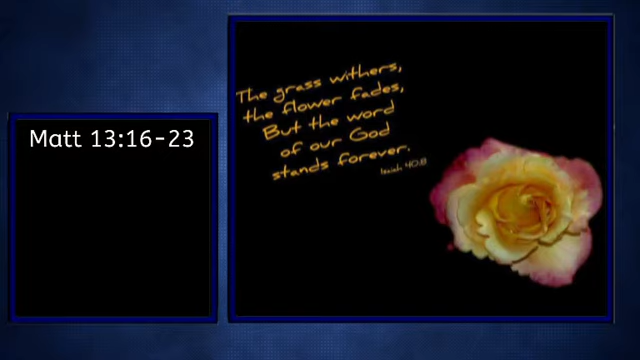 Matt 13:16-23
The grass withers,
the flower fades,
But the word
of our God
stands forever.
Isaiah 40:8